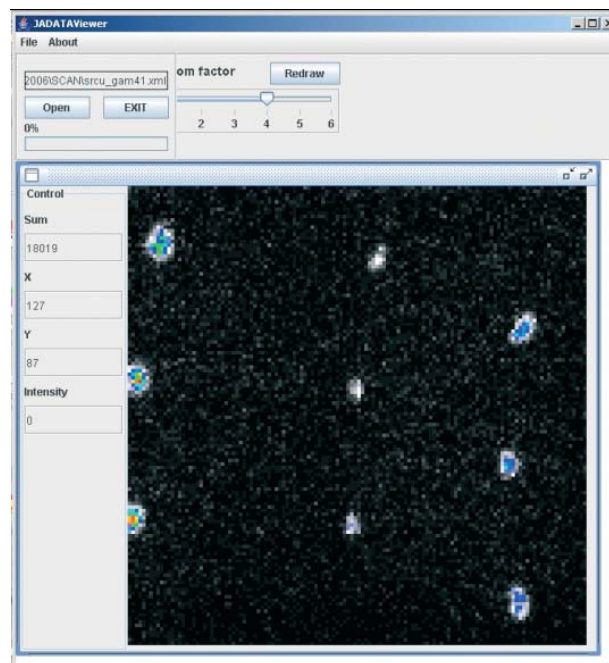 JADATAViewer
File About
2006\SCAN\srcu_gam41.xml
om factor
Redraw
Open
EXIT
0%
2 3 4 5 6
Control
Sum
18019
X
127
Y
87
Intensity
0